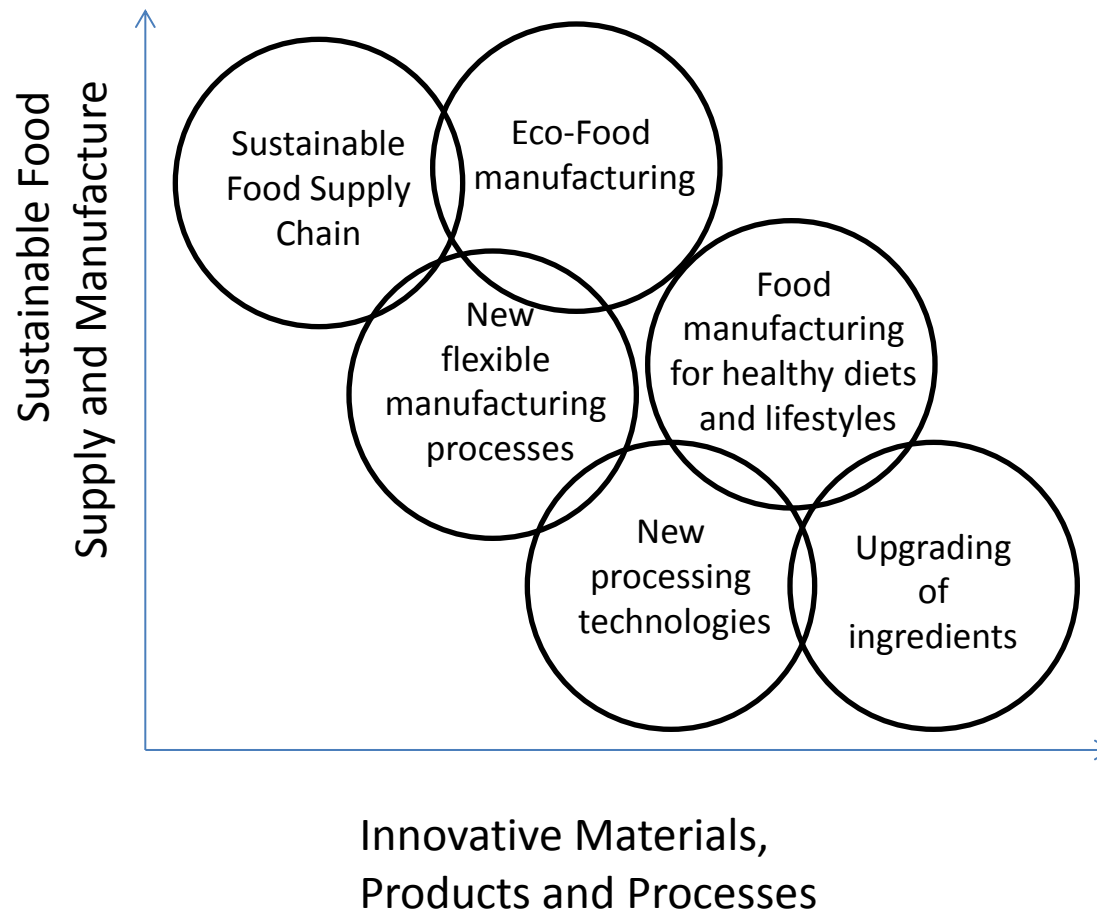 Sustainable Food
Supply and Manufacture
Sustainable
Food Supply
Chain
Eco-Food
manufacturing
New
flexible
manufacturing
processes
Food
manufacturing
for healthy diets
and lifestyles
New
processing
technologies
Upgrading
of
ingredients
Innovative Materials,
Products and Processes